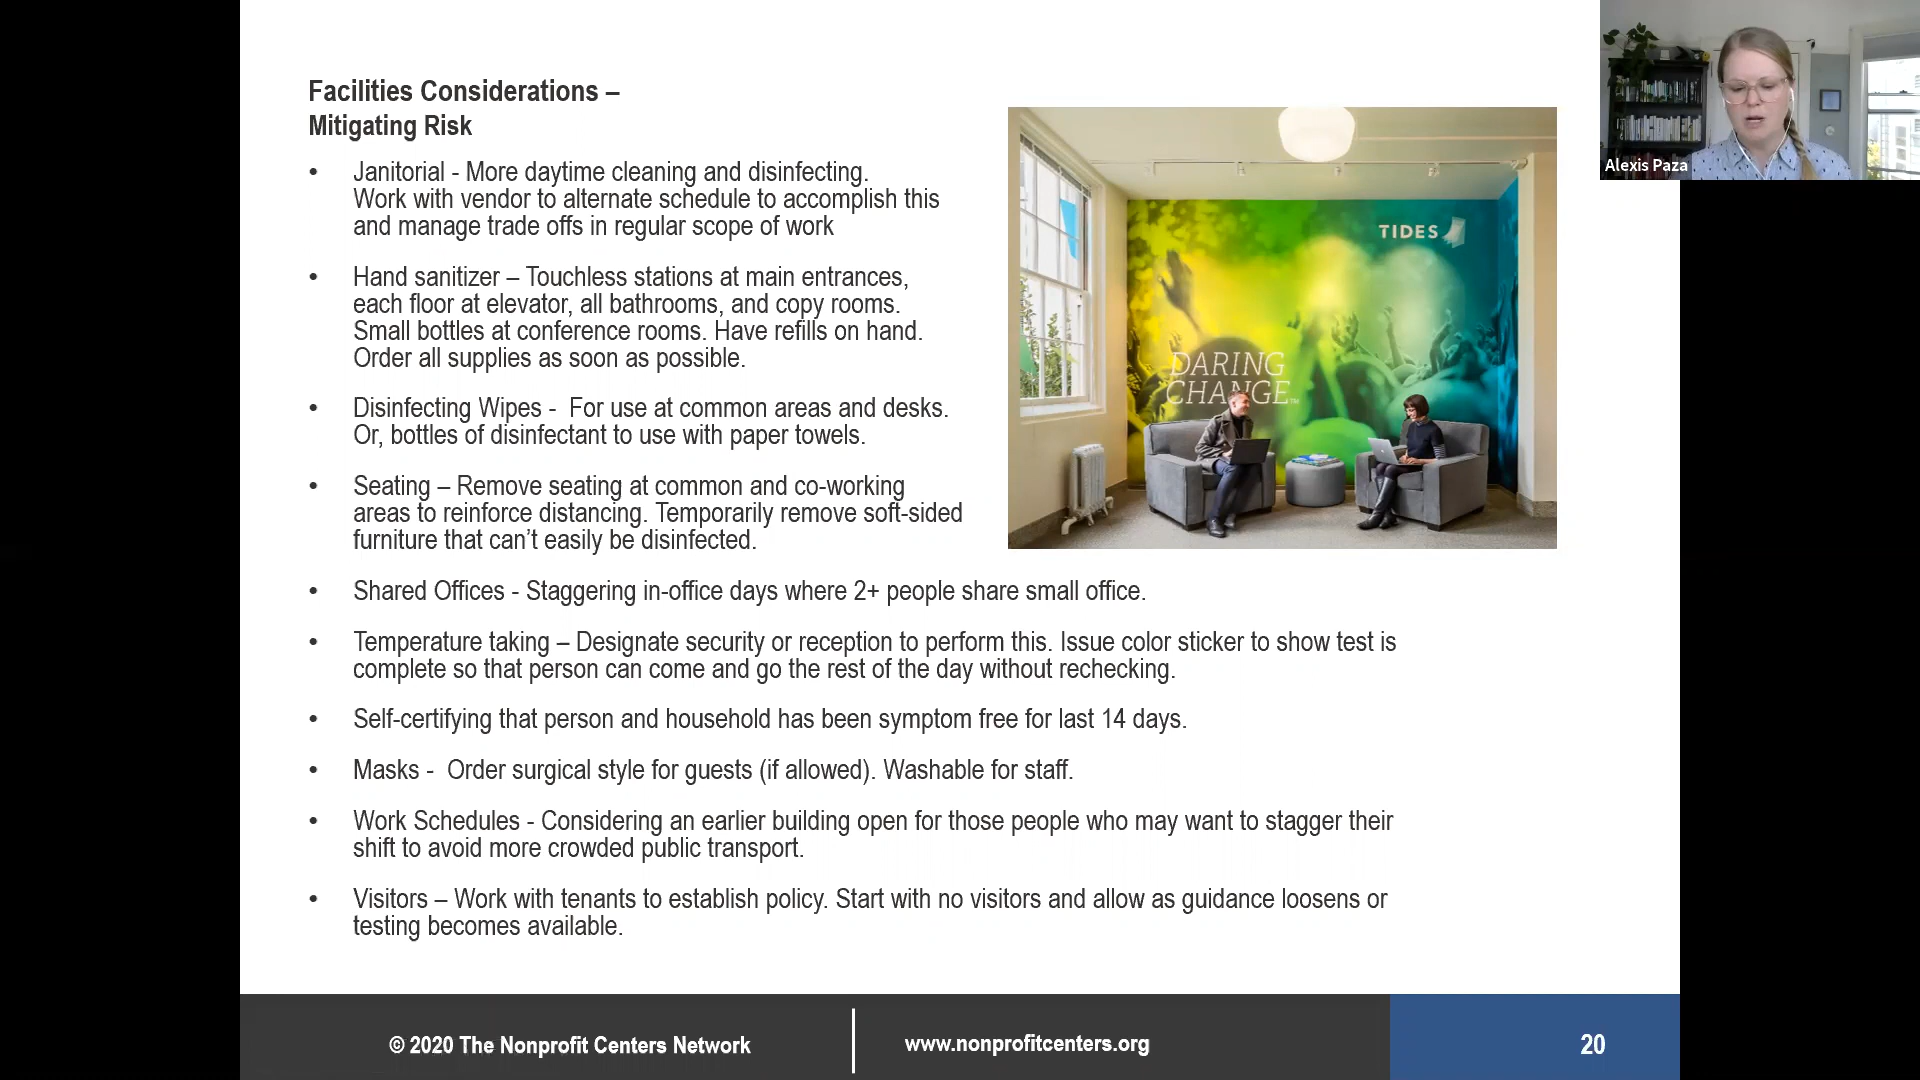 Facilities Considerations –
Mitigating Risk
• Janitorial - More daytime cleaning and disinfecting.
Work with vendor to alternate schedule to accomplish this
and manage trade offs in regular scope of work
• Hand sanitizer – Touchless stations at main entrances,
each floor at elevator, all bathrooms, and copy rooms.
Small bottles at conference rooms. Have refills on hand.
Order all supplies as soon as possible.
• Disinfecting Wipes -  For use at common areas and desks.
Or, bottles of disinfectant to use with paper towels.
• Seating – Remove seating at common and co-working
areas to reinforce distancing. Temporarily remove soft-sided
furniture that can’t easily be disinfected.
• Shared Offices - Staggering in-office days where 2+ people share small office.
• Temperature taking – Designate security or reception to perform this. Issue color sticker to show test is
complete so that person can come and go the rest of the day without rechecking.
• Self-certifying that person and household has been symptom free for last 14 days.
• Masks -  Order surgical style for guests (if allowed). Washable for staff.
• Work Schedules - Considering an earlier building open for those people who may want to stagger their
shift to avoid more crowded public transport.
• Visitors – Work with tenants to establish policy. Start with no visitors and allow as guidance loosens or
testing becomes available.
TIDES
DARING
CHANGE™
Alexis Paza
© 2020 The Nonprofit Centers Network
www.nonprofitcenters.org
20